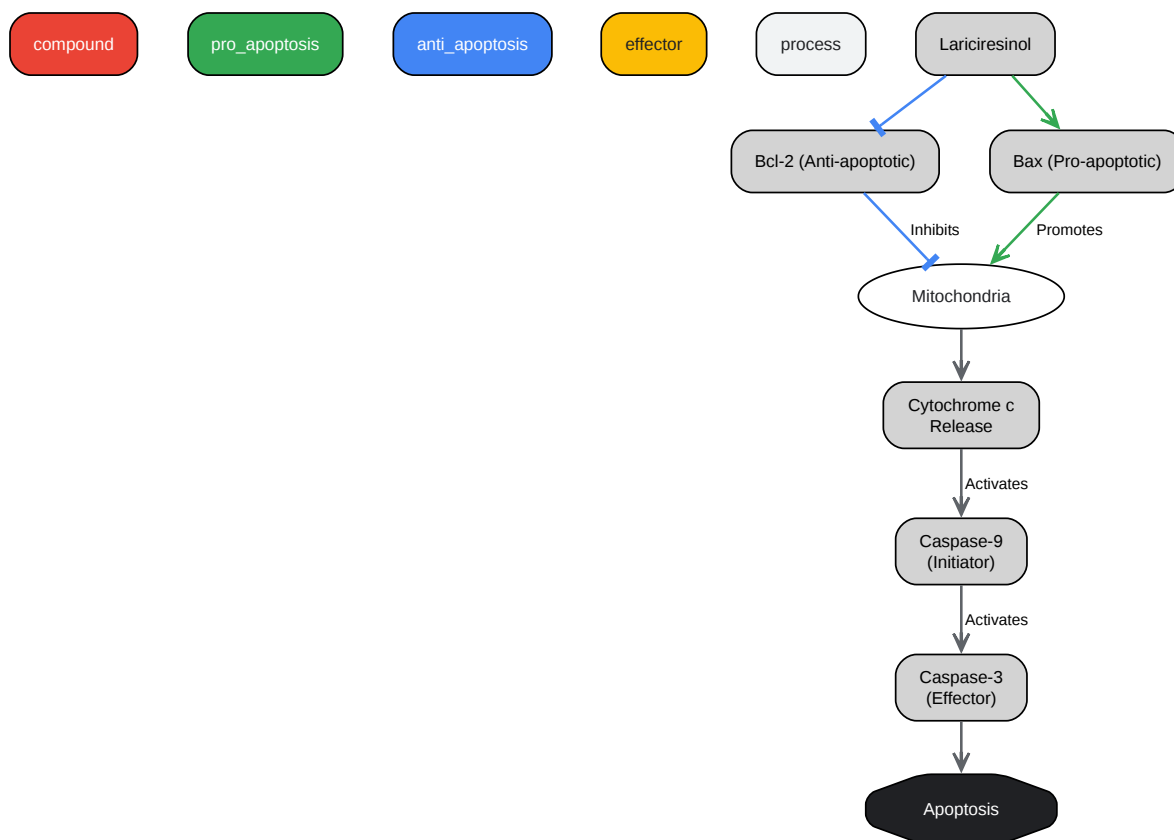 compound
pro_apoptosis
anti_apoptosis
effector
process
Lariciresinol
Bcl-2 (Anti-apoptotic)
Bax (Pro-apoptotic)
Inhibits
Promotes
Mitochondria
Cytochrome c
Release
Activates
Caspase-9
(Initiator)
Activates
Caspase-3
(Effector)
Apoptosis